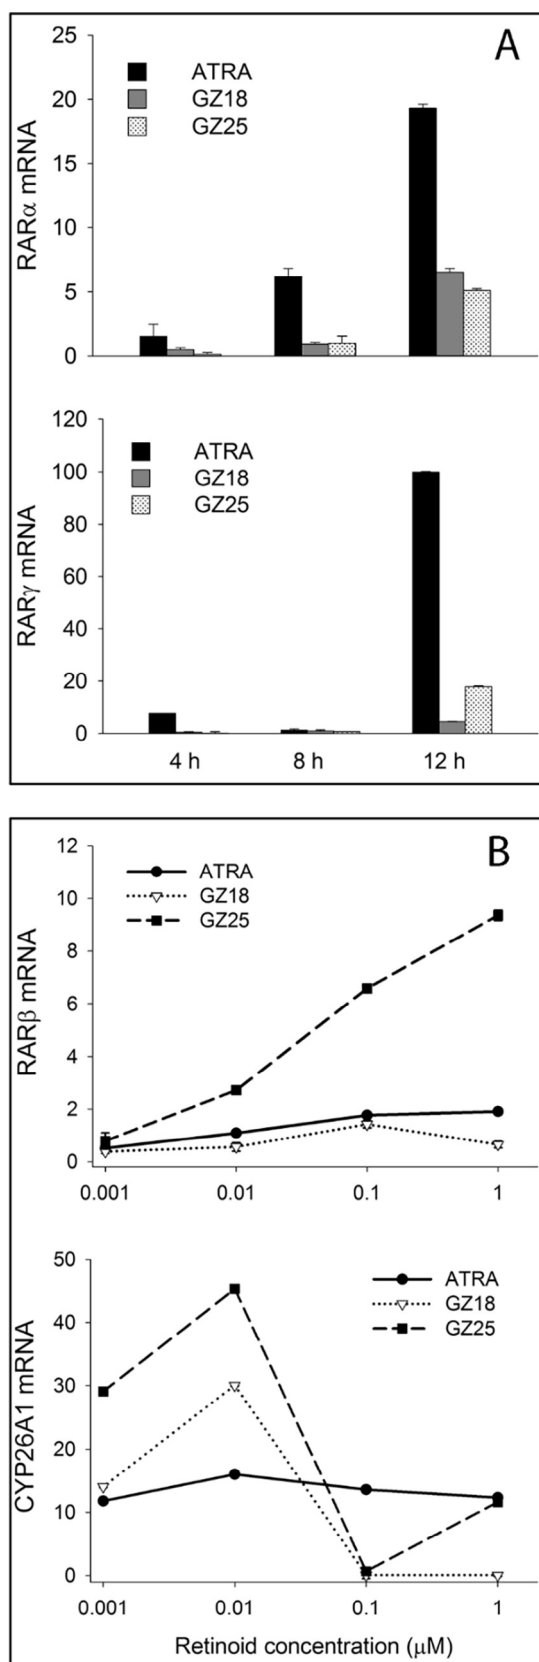 A
25
20
15
10
5
0
RARα mRNA
ATRA
GZ18
GZ25
120
100
80
60
40
20
0
RARγ mRNA
ATRA
GZ18
GZ25
4 h 8 h 12 h
B
12
10
8
6
4
2
0
RARβ mRNA
ATRA
GZ18
GZ25
0.001 0.01 0.1 1
50
40
30
20
10
0
CYP26A1 mRNA
ATRA
GZ18
GZ25
0.001 0.01 0.1 1
Retinoid concentration (μM)